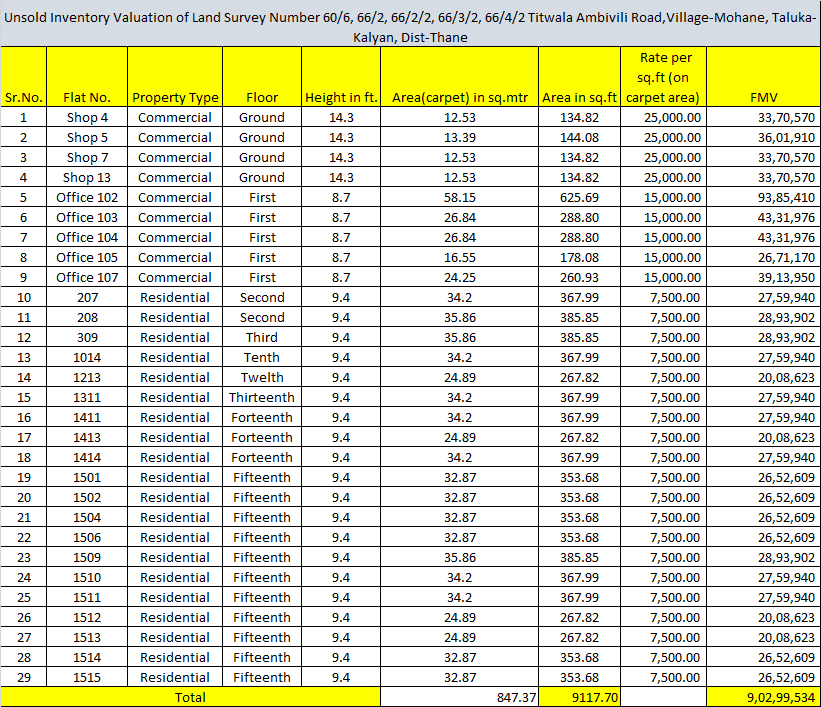 Unsold Inventory Valuation of Land Survey Number 60/6, 66/2, 66/2/2, 66/3/2, 66/4/2 Titwala Ambivili Road,Village-Mohane, Taluka-
Kalyan, Dist-Thane
Sr.No. Flat No. Property Type Floor Height in ft. Area(carpet) in sq.mtr Area in sq.ft Rate per sq.ft (on carpet area) FMV
1 Shop 4 Commercial Ground 14.3 12.53 134.82 25,000.00 33,70,570
2 Shop 5 Commercial Ground 14.3 13.39 144.08 25,000.00 36,01,910
3 Shop 7 Commercial Ground 14.3 12.53 134.82 25,000.00 33,70,570
4 Shop 13 Commercial Ground 14.3 12.53 134.82 25,000.00 33,70,570
5 Office 102 Commercial First 8.7 58.15 625.69 15,000.00 93,85,410
6 Office 103 Commercial First 8.7 26.84 288.80 15,000.00 43,31,976
7 Office 104 Commercial First 8.7 26.84 288.80 15,000.00 43,31,976
8 Office 105 Commercial First 8.7 16.55 178.08 15,000.00 26,71,170
9 Office 107 Commercial First 8.7 24.25 260.93 15,000.00 39,13,950
10 207 Residential Second 9.4 34.2 367.99 7,500.00 27,59,940
11 208 Residential Second 9.4 35.86 385.85 7,500.00 28,93,902
12 309 Residential Third 9.4 35.86 385.85 7,500.00 28,93,902
13 1014 Residential Tenth 9.4 34.2 367.99 7,500.00 27,59,940
14 1213 Residential Twelth 9.4 24.89 267.82 7,500.00 20,08,623
15 1311 Residential Thirteenth 9.4 34.2 367.99 7,500.00 27,59,940
16 1411 Residential Forteenth 9.4 34.2 367.99 7,500.00 27,59,940
17 1413 Residential Forteenth 9.4 24.89 267.82 7,500.00 20,08,623
18 1414 Residential Forteenth 9.4 34.2 367.99 7,500.00 27,59,940
19 1501 Residential Fifteenth 9.4 32.87 353.68 7,500.00 26,52,609
20 1502 Residential Fifteenth 9.4 32.87 353.68 7,500.00 26,52,609
21 1504 Residential Fifteenth 9.4 32.87 353.68 7,500.00 26,52,609
22 1506 Residential Fifteenth 9.4 32.87 353.68 7,500.00 26,52,609
23 1509 Residential Fifteenth 9.4 35.86 385.85 7,500.00 28,93,902
24 1510 Residential Fifteenth 9.4 34.2 367.99 7,500.00 27,59,940
25 1511 Residential Fifteenth 9.4 34.2 367.99 7,500.00 27,59,940
26 1512 Residential Fifteenth 9.4 24.89 267.82 7,500.00 20,08,623
27 1513 Residential Fifteenth 9.4 24.89 267.82 7,500.00 20,08,623
28 1514 Residential Fifteenth 9.4 32.87 353.68 7,500.00 26,52,609
29 1515 Residential Fifteenth 9.4 32.87 353.68 7,500.00 26,52,609
Total 847.37 9117.70 9,02,99,534